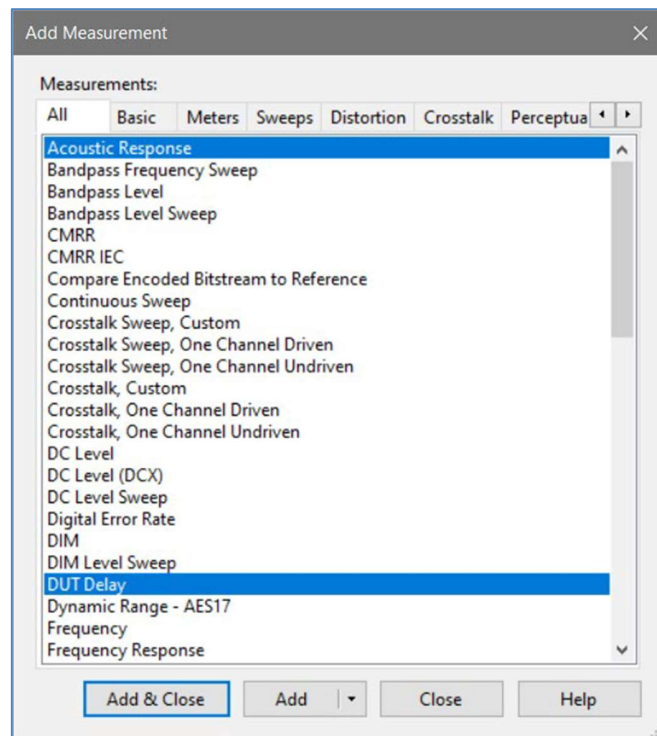 Add Measurement
Measurements:
All Basic Meters Sweeps Distortion Crosstalk Perceptua
Acoustic Response
Bandpass Frequency Sweep
Bandpass Level
Bandpass Level Sweep
CMRR
CMRR IEC
Compare Encoded Bitstream to Reference
Continuous Sweep
Crosstalk Sweep, Custom
Crosstalk Sweep, One Channel Driven
Crosstalk Sweep, One Channel Undriven
Crosstalk, Custom
Crosstalk, One Channel Driven
Crosstalk, One Channel Undriven
DC Level
DC Level (DCX)
DC Level Sweep
Digital Error Rate
DIM
DIM Level Sweep
DUT Delay
Dynamic Range - AES17
Frequency
Frequency Response
Add & Close Add Close Help